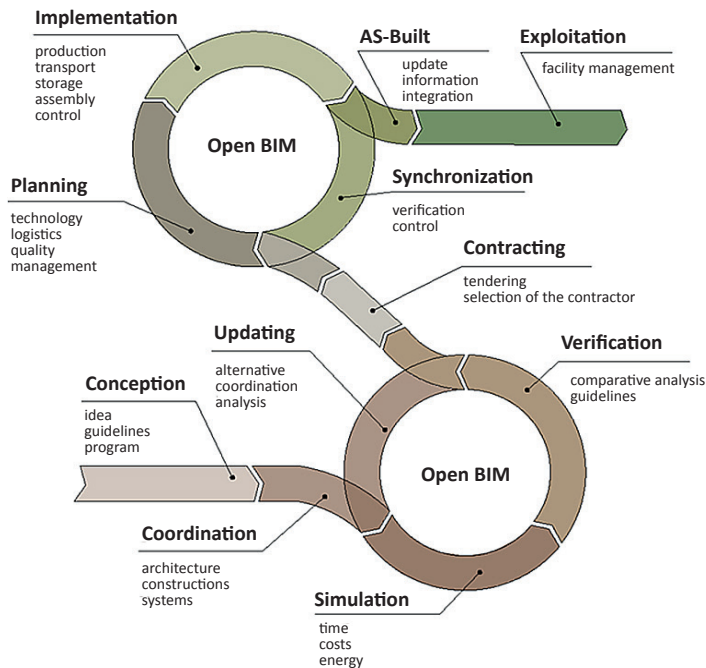 Implementation
production
transport
storage
assembly
control
AS-Built
update
information
integration
Exploitation
facility management
Open BIM
Planning
technology
logistics
quality
management
Synchronization
verification
control
Contracting
tendering
selection of the contractor
Updating
alternative
coordination
analysis
Verification
comparative analysis
guidelines
Conception
idea
guidelines
program
Open BIM
Coordination
architecture
constructions
systems
Simulation
time
costs
energy